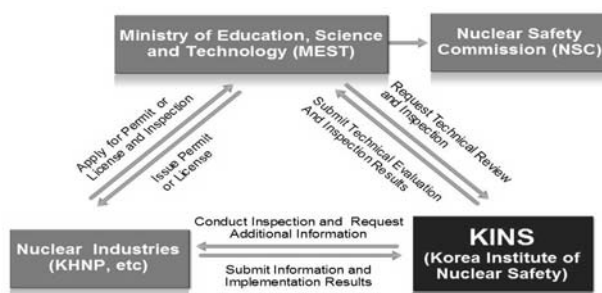 Ministry of Education, Science
and Technology (MEST)
Nuclear Safety
Commission (NSC)
Apply for Permit or
License and Inspection
Issue Permit
or License
Submit Technical Evaluation
And Inspection Results
Request Technical Review
and Inspection
Nuclear Industries
(KHNP, etc)
Conduct Inspection and Request
Additional Information
Submit Information and
Implementation Results
KINS
(Korea Institute of
Nuclear Safety)